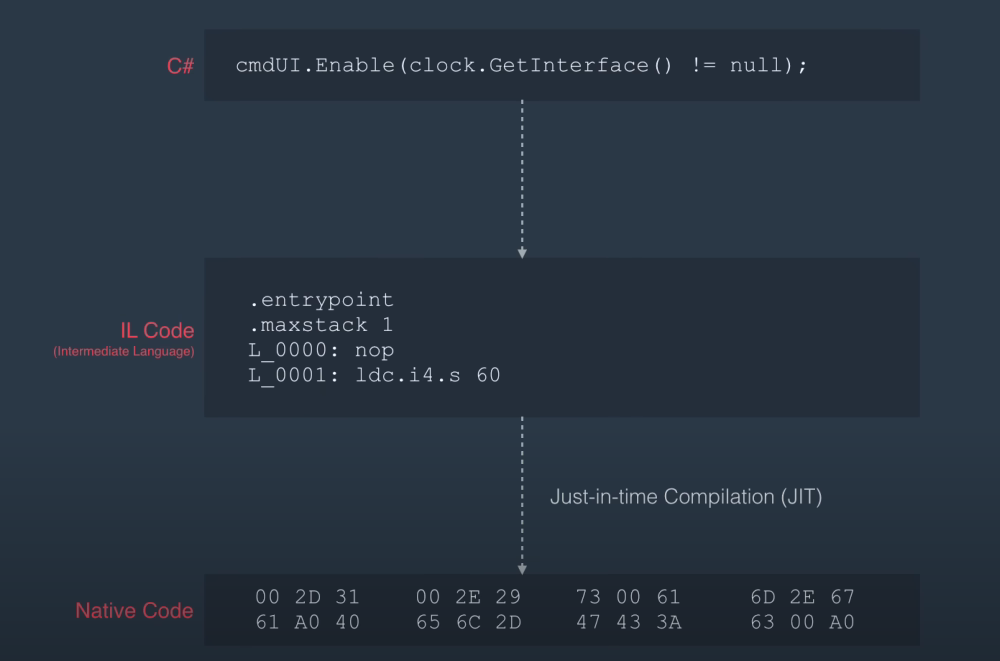 C#
cmdUI.Enable(clock.GetInterface() != null);
IL Code
(Intermediate Language)
.entrypoint
.maxstack 1
L_0000: nop
L_0001: ldc.i4.s 60
Just-in-time Compilation (JIT)
Native Code
00 2D 31 00 2E 29 73 00 61 6D 2E 67
61 A0 40 65 6C 2D 47 43 3A 63 00 A0